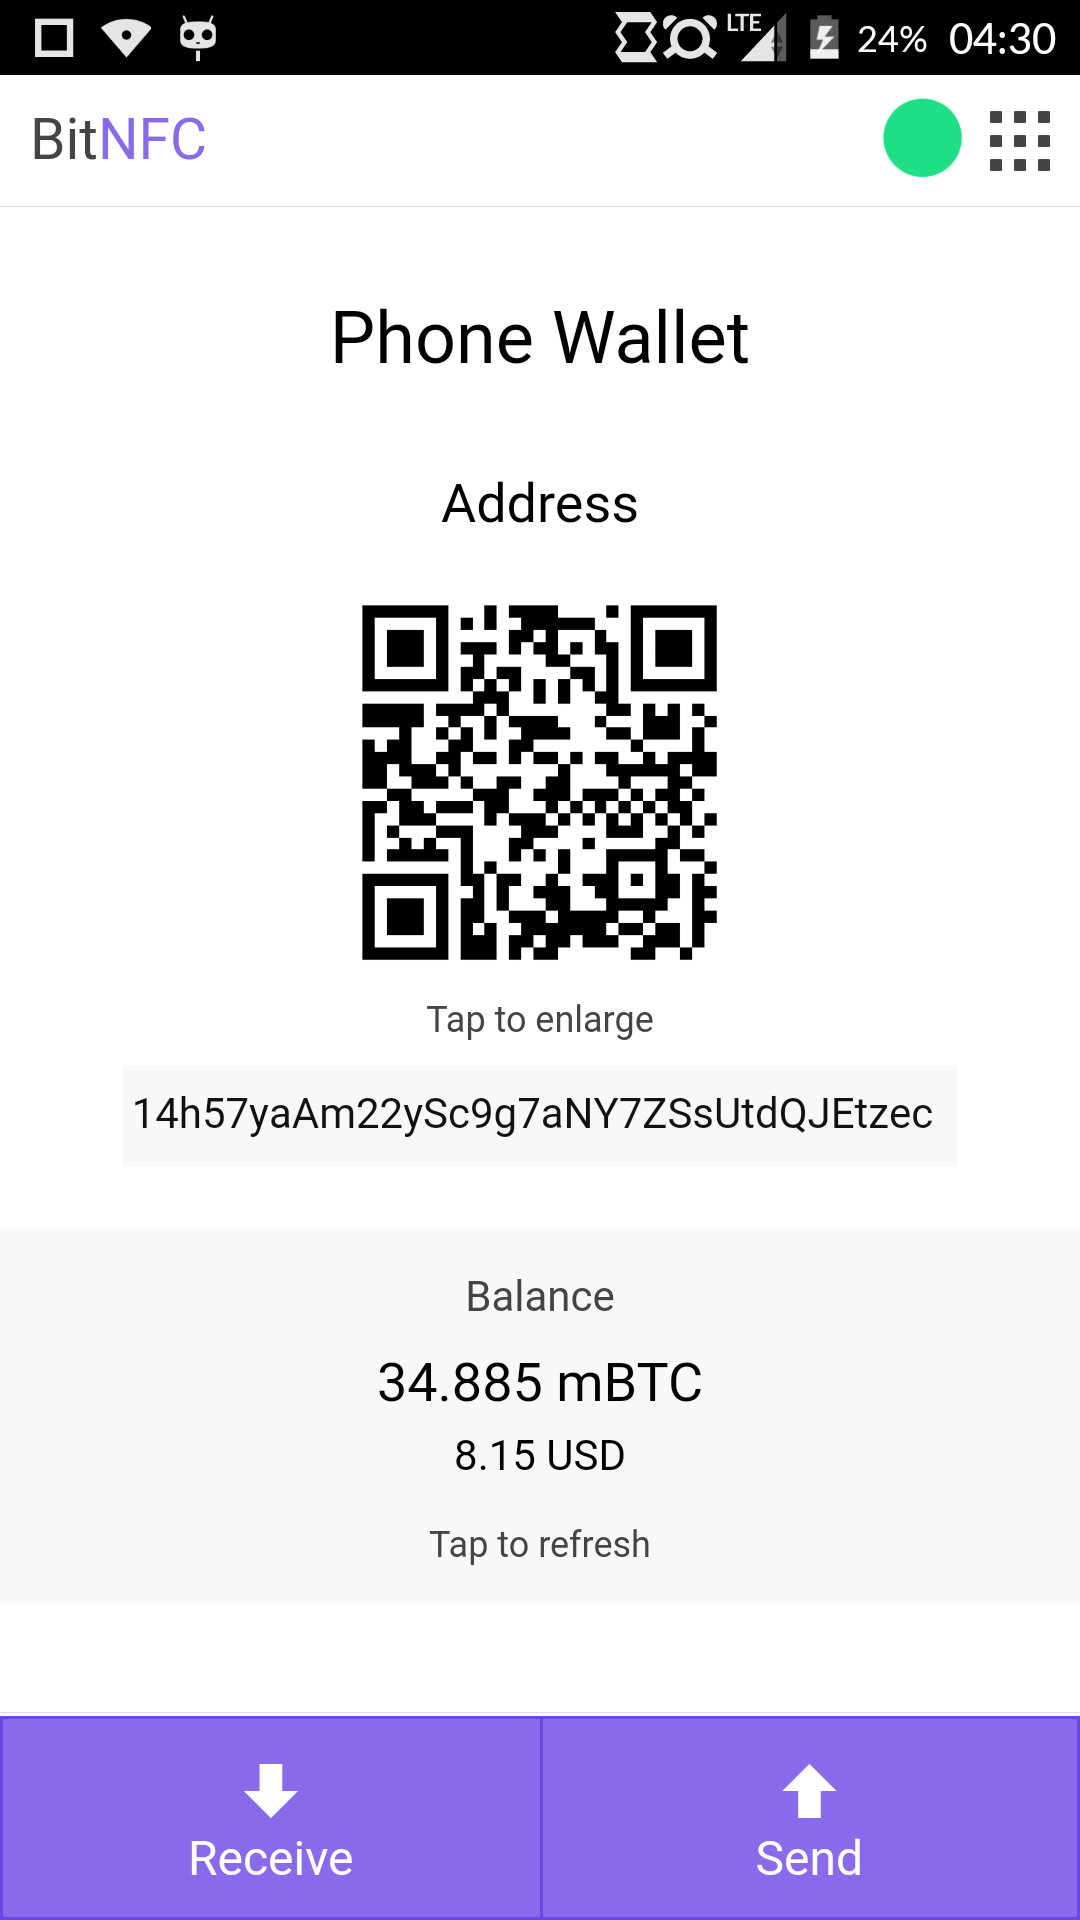 LTE 24% 04:30
BitNFC
Phone Wallet
Address
Tap to enlarge
14h57yaAm22ySc9g7aNY7ZSsUtdQJEtzec
Balance
34.885 mBTC
8.15 USD
Tap to refresh
Receive
Send